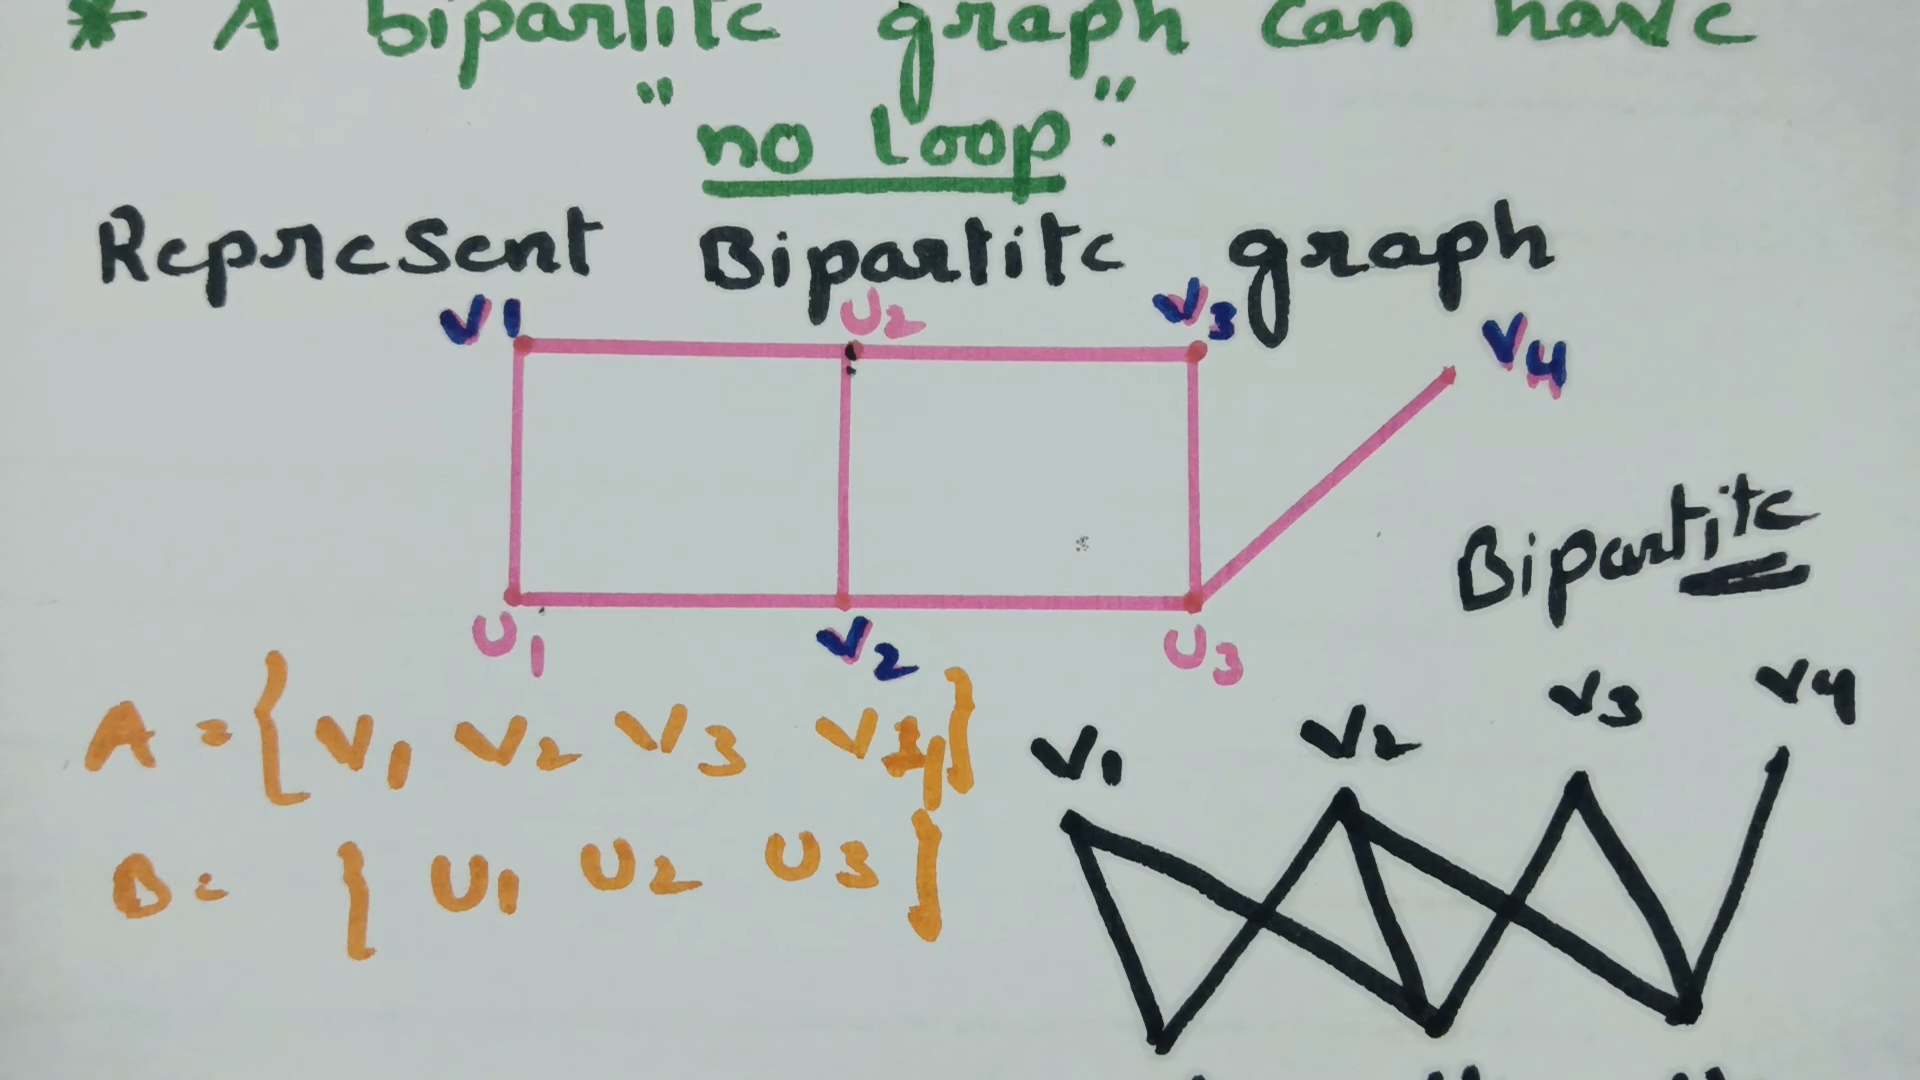 * A bipartite graph can have
"no Loop."
Represent Bipartite graph
V1 U2 V3 V4
Bipartite
U1 V2 U3
A = { V1 V2 V3 V4 }
B = { U1 U2 U3 }
V1 V2 V3 V4